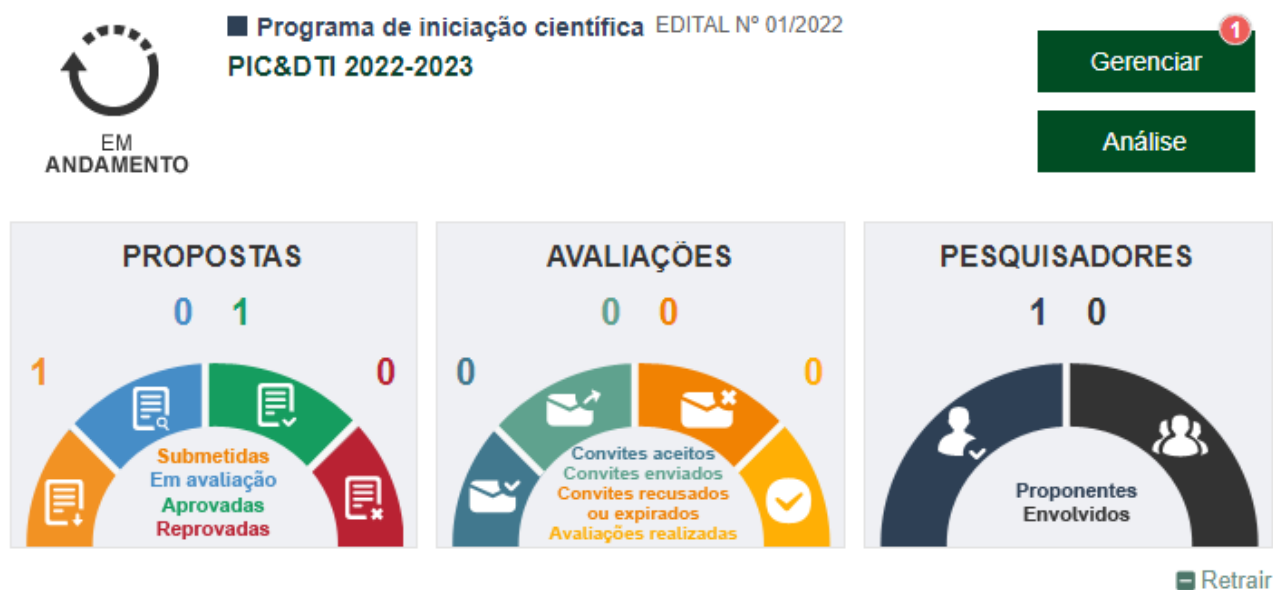 Programa de iniciação científica EDITAL Nº 01/2022
PIC&DTI 2022-2023
EM
ANDAMENTO
1
Gerenciar
Análise
PROPOSTAS
0 1
1 0
Submetidas
Em avaliação
Aprovadas
Reprovadas
AVALIAÇÕES
0 0
0 0
Convites aceitos
Convites enviados
Convites recusados
ou expirados
Avaliações realizadas
PESQUISADORES
1 0
Proponentes
Envolvidos
Retrair